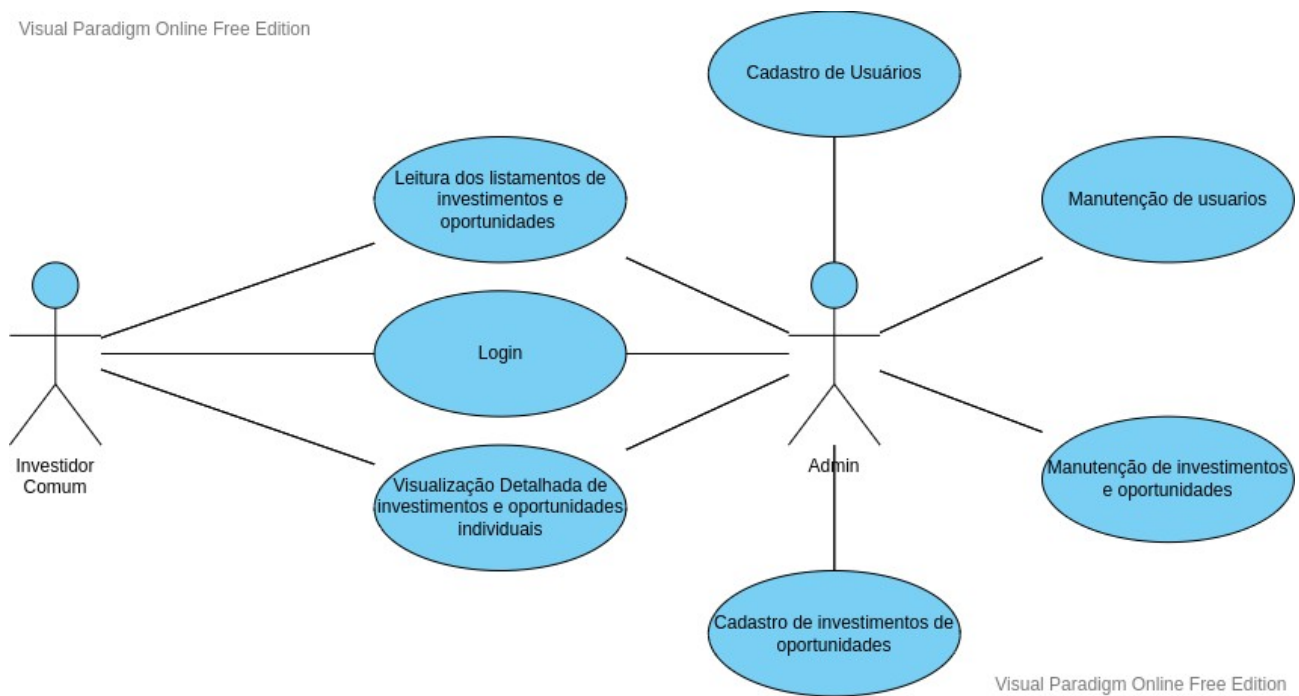 Visual Paradigm Online Free Edition
Cadastro de Usuários
Leitura dos listamentos de
investimentos e
oportunidades
Manutenção de usuarios
Login
Investidor
Comum
Admin
Visualização Detalhada de
investimentos e oportunidades
individuais
Manutenção de investimentos
e oportunidades
Cadastro de investimentos de
oportunidades
Visual Paradigm Online Free Edition